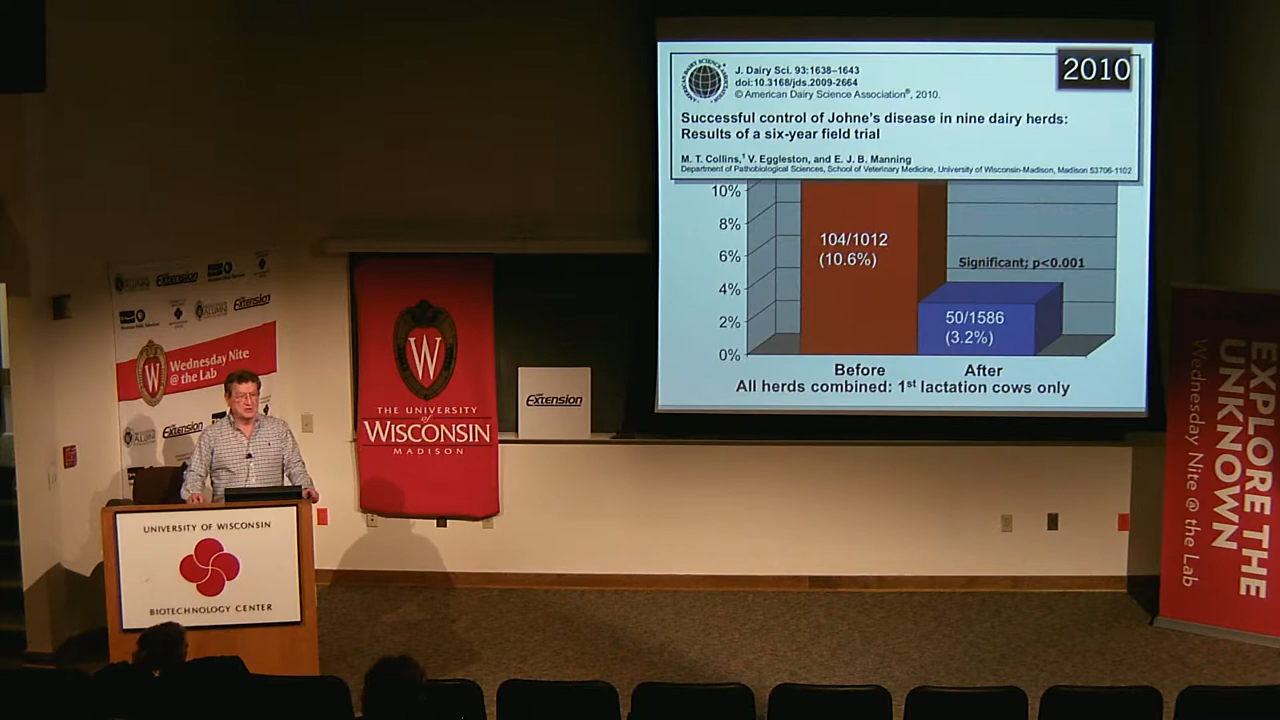 J. Dairy Sci. 93:1638–1643
doi:10.3168/jds.2009-2664
© American Dairy Science Association®, 2010.
2010
Successful control of Johne's disease in nine dairy herds:
Results of a six-year field trial
M. T. Collins,¹ V. Eggleston, and E. J. B. Manning
Department of Pathobiological Sciences, School of Veterinary Medicine, University of Wisconsin-Madison, Madison 53706-1102
10%
8%
6%
4%
2%
0%
104/1012
(10.6%)
Significant; p<0.001
50/1586
(3.2%)
Before
After
All herds combined: 1st lactation cows only
Extension
Extension
Wednesday Nite
@ the Lab
Extension
W
THE UNIVERSITY
of
WISCONSIN
MADISON
Extension
UNIVERSITY OF WISCONSIN
BIOTECHNOLOGY CENTER
EXPLORE THE
UNKNOWN
Wednesday Nite @ the Lab